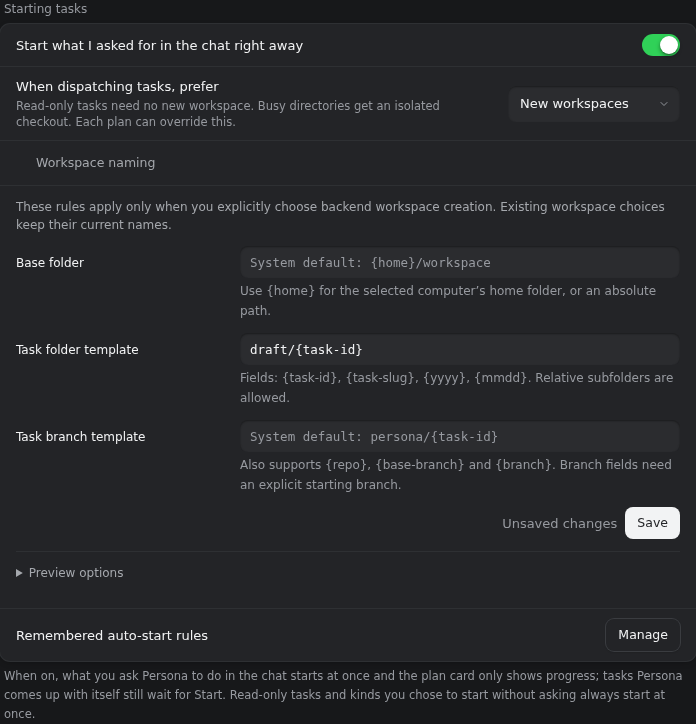 Starting tasks
Start what I asked for in the chat right away
When dispatching tasks, prefer
Read-only tasks need no new workspace. Busy directories get an isolated
checkout. Each plan can override this.
New workspaces
Workspace naming
These rules apply only when you explicitly choose backend workspace creation. Existing workspace choices
keep their current names.
Base folder
System default: {home}/workspace
Use {home} for the selected computer’s home folder, or an absolute
path.
Task folder template
draft/{task-id}
Fields: {task-id}, {task-slug}, {yyyy}, {mmdd}. Relative subfolders are
allowed.
Task branch template
System default: persona/{task-id}
Also supports {repo}, {base-branch} and {branch}. Branch fields need
an explicit starting branch.
Unsaved changes
Save
Preview options
Remembered auto-start rules
Manage
When on, what you ask Persona to do in the chat starts at once and the plan card only shows progress; tasks Persona
comes up with itself still wait for Start. Read-only tasks and kinds you chose to start without asking always start at
once.